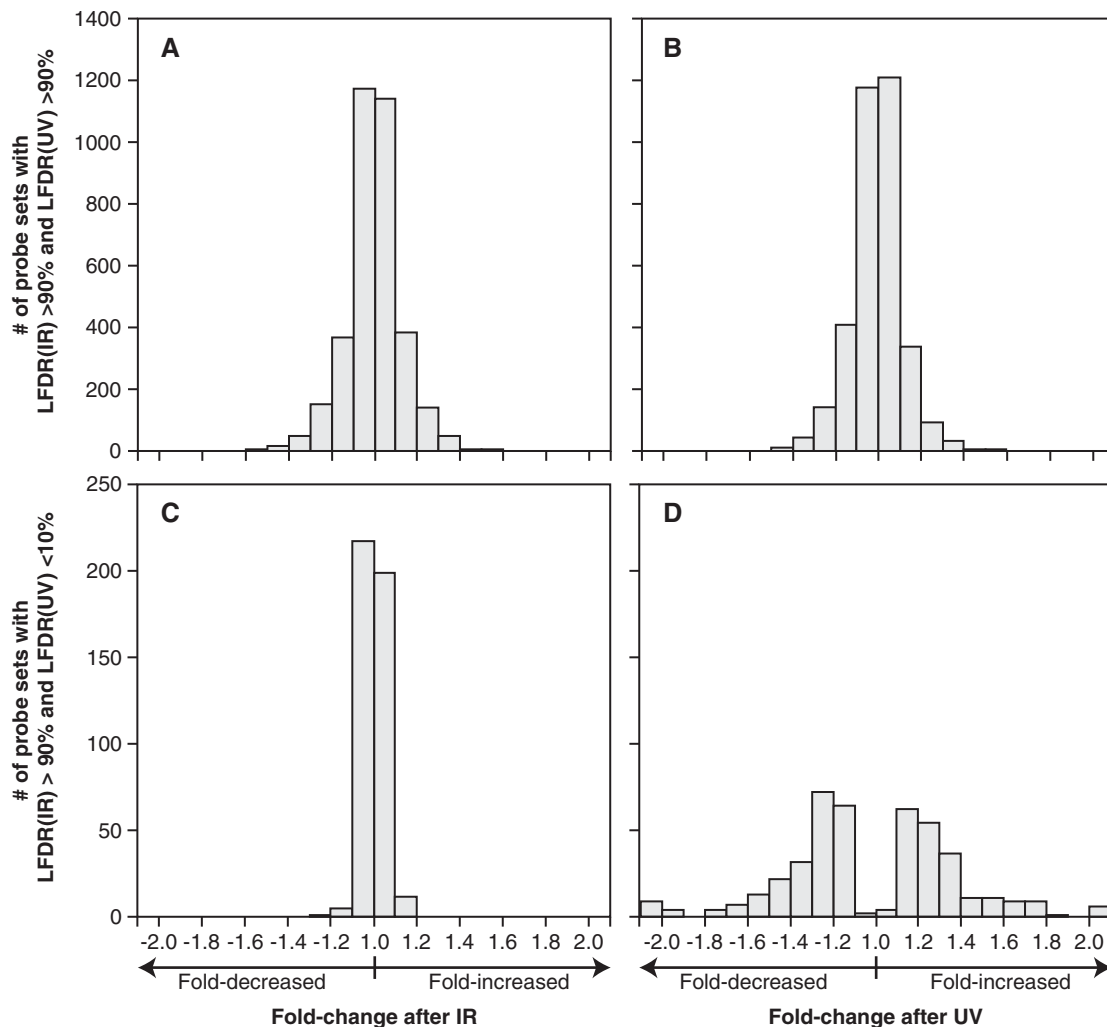 # of probe sets with
LFDR(IR) >90% and LFDR(UV) >90%
1400
1200
1000
800
600
400
200
0
A
B
# of probe sets with
LFDR(IR) > 90% and LFDR(UV) <10%
250
200
150
100
50
0
C
D
-2.0 -1.8 -1.6 -1.4 -1.2 1.0 1.2 1.4 1.6 1.8 2.0
-2.0 -1.8 -1.6 -1.4 -1.2 1.0 1.2 1.4 1.6 1.8 2.0
Fold-decreased Fold-increased
Fold-decreased Fold-increased
Fold-change after IR
Fold-change after UV